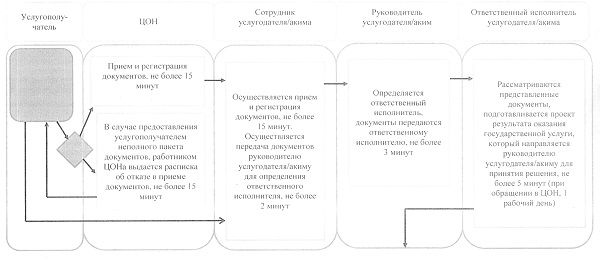 Услугополу-
чатель
ЦОН
Сотрудник
услугодателя/акима
Руководитель
услугодателя/аким
Ответственный исполнитель
услугодателя/акима
Прием и регистрация
документов, не более 15
минут
В случае предоставления
услугополучателем
неполного пакета
документов, работником
ЦОНа выдается расписка
об отказе в приеме
документов, не более 15
минут
Осуществляется прием
и регистрация
документов, не более
15 минут.
Осуществляется
передача документов
руководителю
услугодателя/акиму
для определения
ответственного
исполнителя, не более
2 минут
Определяется
ответственный
исполнитель,
документы передаются
ответственному
исполнителю, не более
3 минут
Рассматриваются
представленные
документы,
подготавливается проект
результата оказания
государственной услуги,
который направляется
руководителю
услугодателя/акиму для
принятия решения, не
более 5 минут (при
обращении в ЦОН, 1
рабочий день)